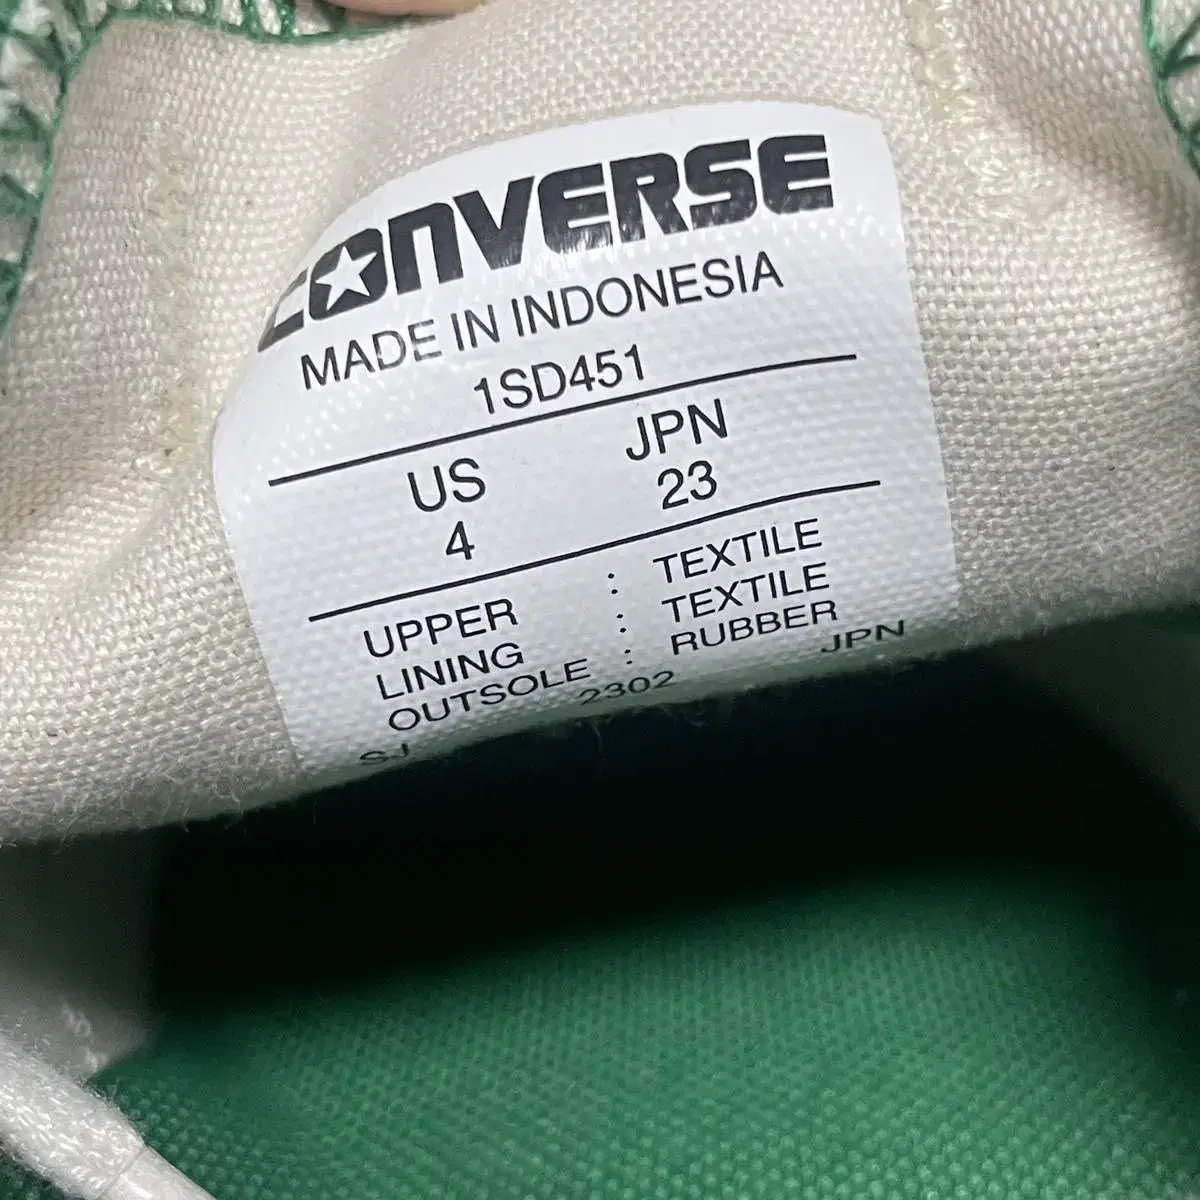 CONVERSE
MADE IN INDONESIA
1SD451
US JPN
4 23
UPPER : TEXTILE
LINING : TEXTILE
OUTSOLE : RUBBER
SJ 2302 JPN